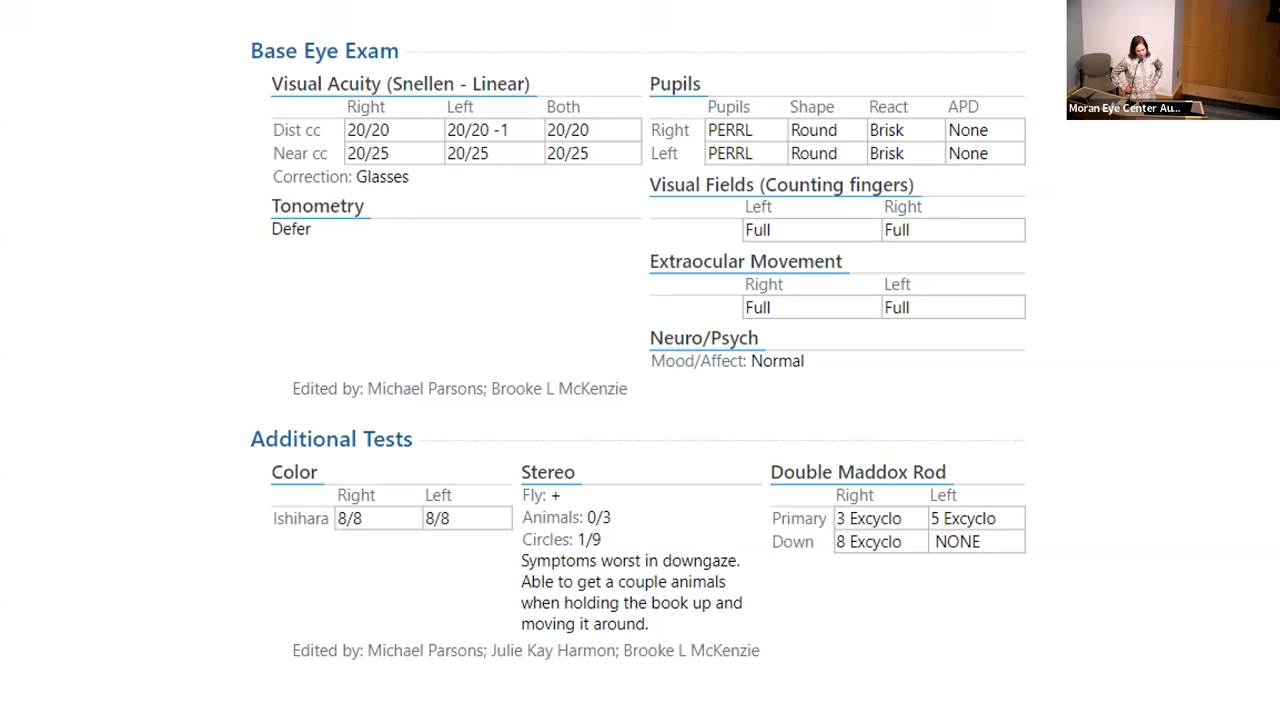 Base Eye Exam
Visual Acuity (Snellen - Linear)
Right Left Both
Dist cc 20/20 20/20 -1 20/20
Near cc 20/25 20/25 20/25
Correction: Glasses
Tonometry
Defer
Pupils
Pupils Shape React APD
Right PERRL Round Brisk None
Left PERRL Round Brisk None
Visual Fields (Counting fingers)
Left Right
Full Full
Extraocular Movement
Right Left
Full Full
Neuro/Psych
Mood/Affect: Normal
Edited by: Michael Parsons; Brooke L McKenzie
Additional Tests
Color
Right Left
Ishihara 8/8 8/8
Stereo
Fly: +
Animals: 0/3
Circles: 1/9
Symptoms worst in downgaze.
Able to get a couple animals
when holding the book up and
moving it around.
Double Maddox Rod
Right Left
Primary 3 Excyclo 5 Excyclo
Down 8 Excyclo NONE
Edited by: Michael Parsons; Julie Kay Harmon; Brooke L McKenzie
Moran Eye Center Au...